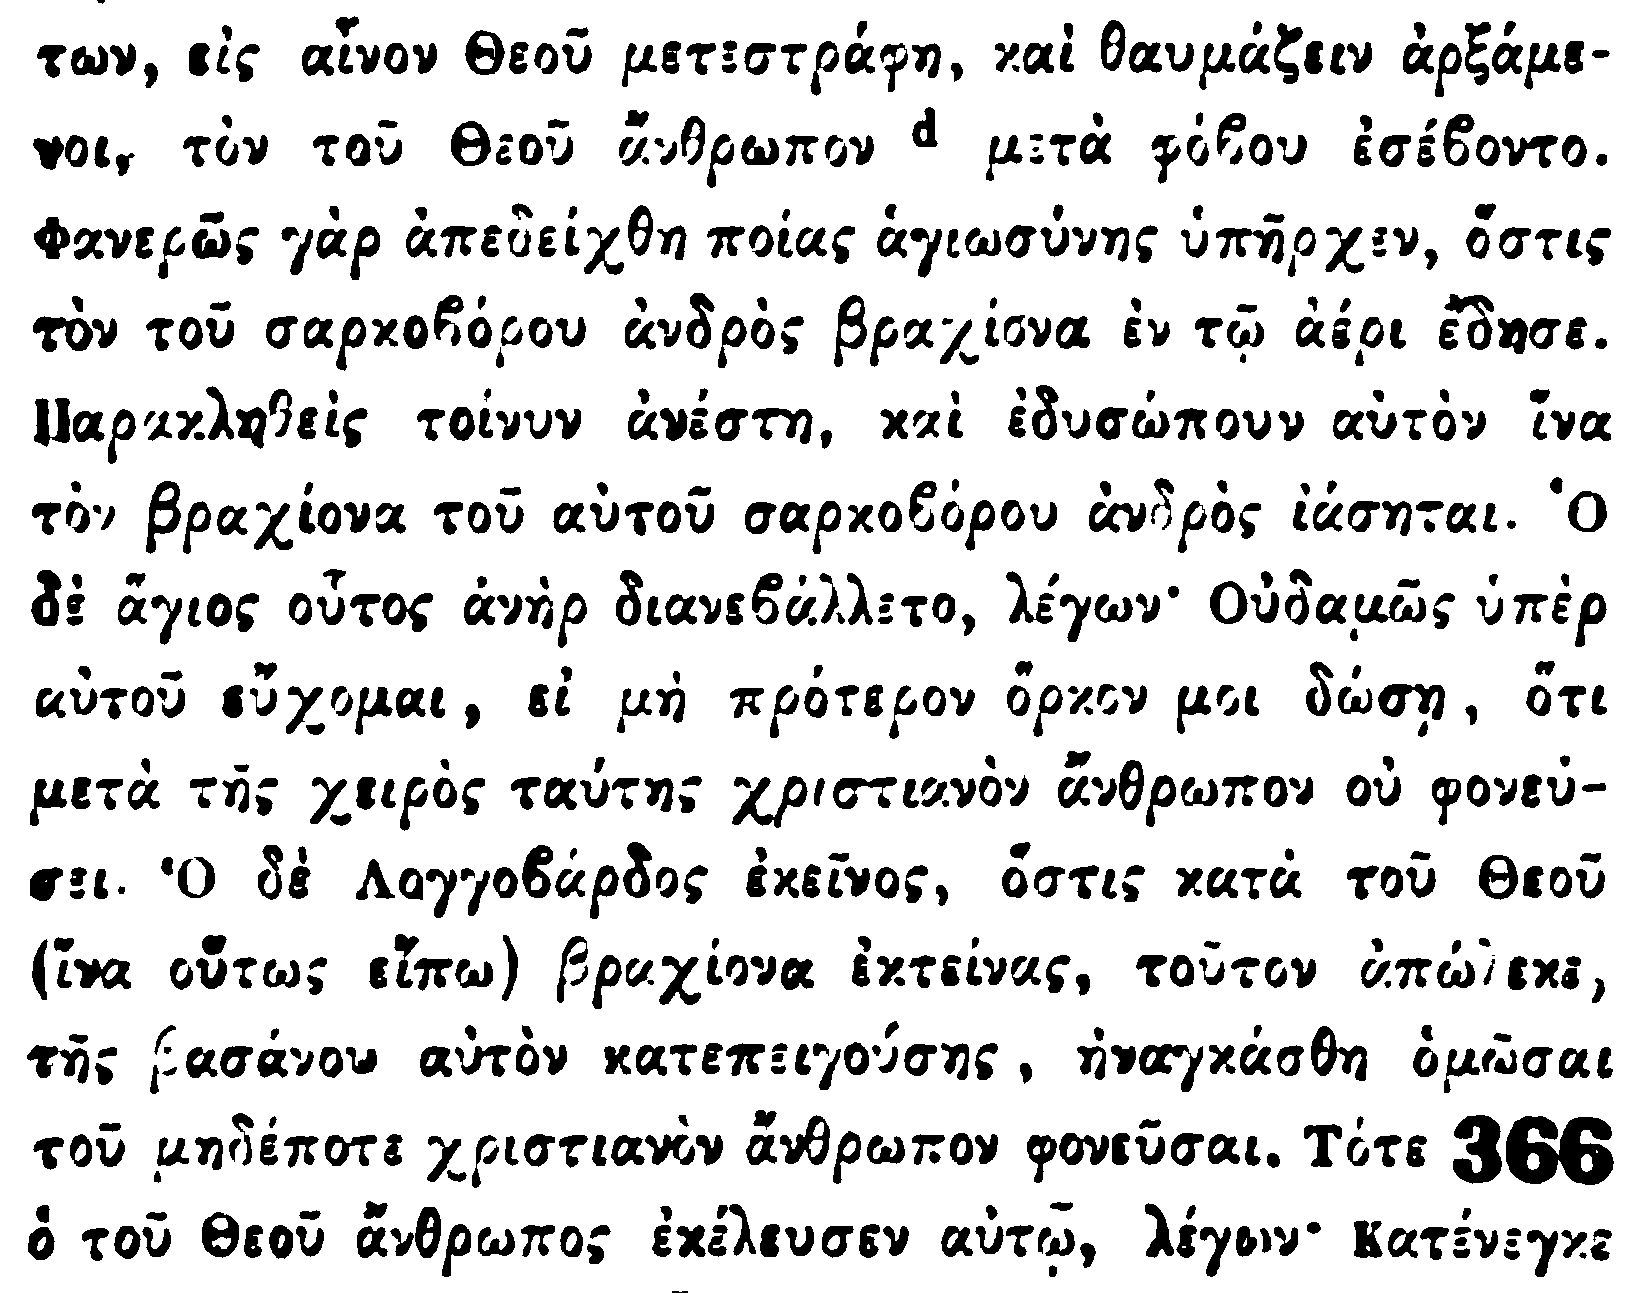 των, εἰς αἶνον Θεοῦ μετεστράφη, καὶ θαυμάζειν ἀρξάμε-
νοι, τὸν τοῦ Θεοῦ ἄνθρωπον d μετὰ φόβου ἐσέβοντο.
Φανερῶς γὰρ ἀπεδείχθη ποίας ἁγιωσύνης ὑπῆρχεν, ὅστις
τὸν τοῦ σαρκοβόρου ἀνδρὸς βραχίονα ἐν τῷ ἀέρι ἔδησε.
Παρακληθεὶς τοίνυν ἀνέστη, καὶ ἐδυσώπουν αὐτὸν ἵνα
τὸν βραχίονα τοῦ αὐτοῦ σαρκοβόρου ἀνδρὸς ἰάσηται. Ὁ
δὲ ἅγιος οὗτος ἀνὴρ διανεβάλλετο, λέγων· Οὐδαμῶς ὑπὲρ
αὐτοῦ εὔχομαι, εἰ μὴ πρότερον ὅρκον μοι δώσῃ, ὅτι
μετὰ τῆς χειρὸς ταύτης χριστιανὸν ἄνθρωπον οὐ φονεύ-
σει. Ὁ δὲ Λαγγοβάρδος ἐκεῖνος, ὅστις κατὰ τοῦ Θεοῦ
(ἵνα οὕτως εἴπω) βραχίονα ἐκτείνας, τοῦτον ἀπώλεκε,
τῆς βασάνου αὐτὸν κατεπειγούσης, ἠναγκάσθη ὀμῶσαι
τοῦ μηδέποτε χριστιανὸν ἄνθρωπον φονεῦσαι. Τότε 366
ὁ τοῦ Θεοῦ ἄνθρωπος ἐκέλευσεν αὐτῷ, λέγων· Κατένεγκε